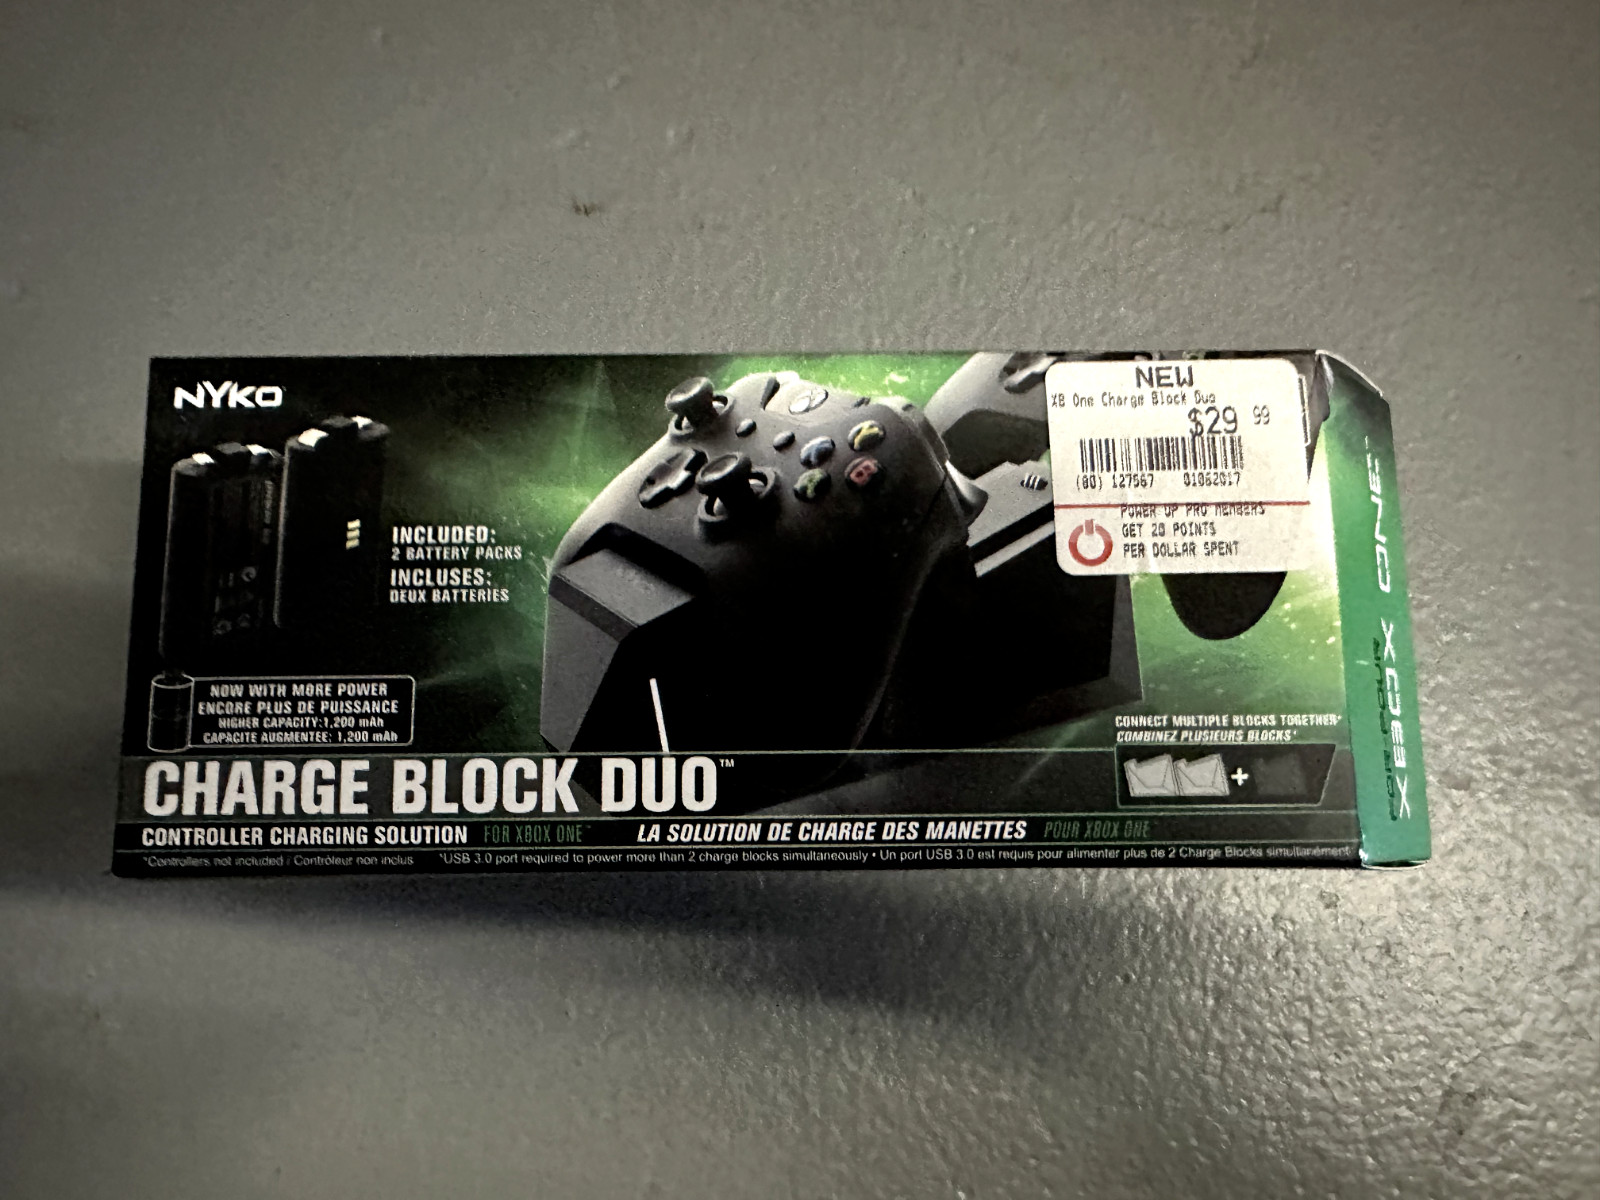 NYKO
NEW
XB One Charge Block Duo
$29 99
(80) 127567 01062017
POWER UP PRO MEMBERS
GET 20 POINTS
PER DOLLAR SPENT
INCLUDED:
2 BATTERY PACKS
INCLUSES:
DEUX BATTERIES
NOW WITH MORE POWER
ENCORE PLUS DE PUISSANCE
HIGHER CAPACITY: 1,200 mAh
CAPACITE AUGMENTEE: 1,200 mAh
CONNECT MULTIPLE BLOCKS TOGETHER*
COMBINEZ PLUSIEURS BLOCKS*
+
CHARGE BLOCK DUO™
CONTROLLER CHARGING SOLUTION FOR XBOX ONE™ LA SOLUTION DE CHARGE DES MANETTES POUR XBOX ONE™
*Controllers not included / Contrôleur non inclus *USB 3.0 port required to power more than 2 charge blocks simultaneously • Un port USB 3.0 est requis pour alimenter plus de 2 Charge Blocks simultanément
FOR POUR
XBOX ONE™
Y
X
B
A